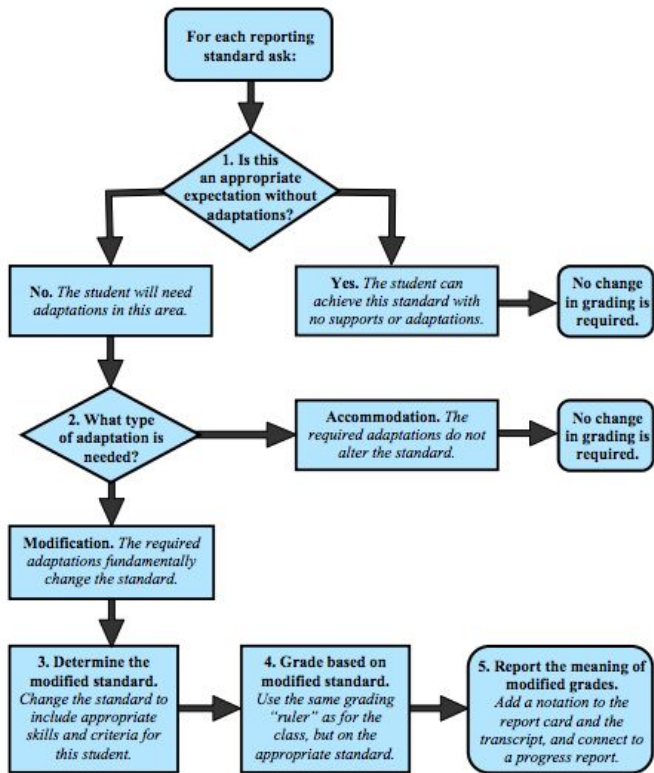 For each reporting
standard ask:
1. Is this
an appropriate
expectation without
adaptations?
No. The student will need
adaptations in this area.
Yes. The student can
achieve this standard with
no supports or adaptations.
No change
in grading is
required.
2. What type
of adaptation is
needed?
Accommodation. The
required adaptations do not
alter the standard.
No change
in grading is
required.
Modification. The required
adaptations fundamentally
change the standard.
3. Determine the
modified standard.
Change the standard to
include appropriate
skills and criteria for
this student.
4. Grade based on
modified standard.
Use the same grading
"ruler" as for the
class, but on the
appropriate standard.
5. Report the meaning of
modified grades.
Add a notation to the
report card and the
transcript, and connect to
a progress report.